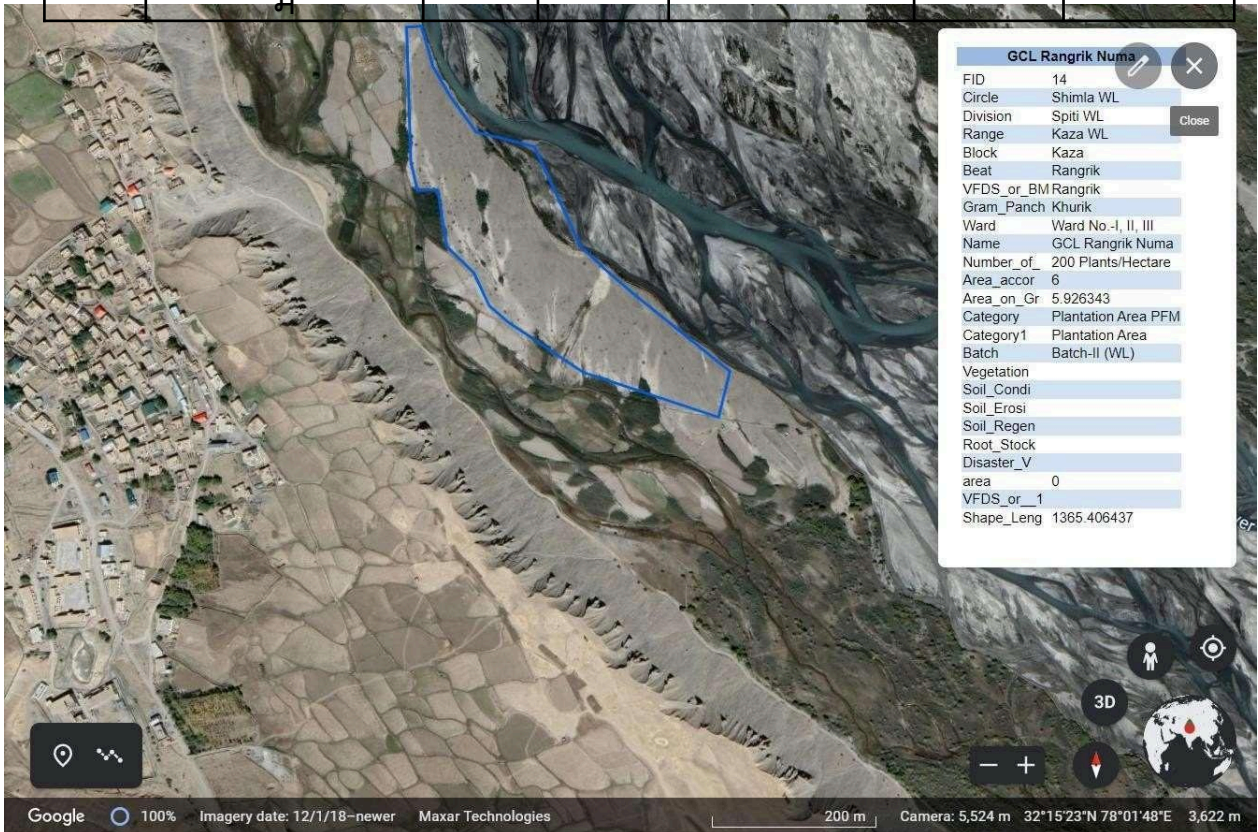 GCL Rangrik Numa
FID 14
Circle Shimla WL
Close
Division Spiti WL
Range Kaza WL
Block Kaza
Beat Rangrik
VFDS_or_BM Rangrik
Gram_Panch Khurik
Ward Ward No.-I, II, III
Name GCL Rangrik Numa
Number_of_ 200 Plants/Hectare
Area_accor 6
Area_on_Gr 5.926343
Category Plantation Area PFM
Category1 Plantation Area
Batch Batch-II (WL)
Vegetation
Soil_Condi
Soil_Erosi
Soil_Regen
Root_Stock
Disaster_V
area 0
VFDS_or__1
Shape_Leng 1365.406437
3D
Google 100% Imagery date: 12/1/18–newer Maxar Technologies 200 m Camera: 5,524 m 32°15'23"N 78°01'48"E 3,622 m